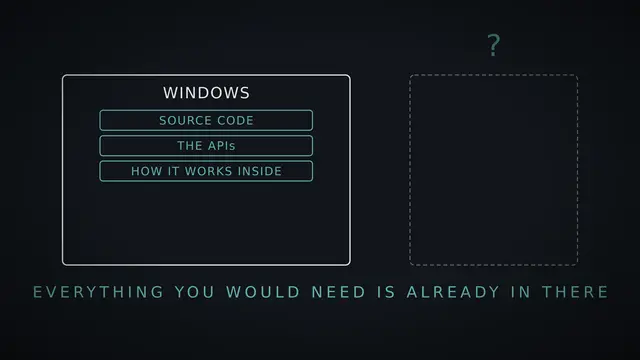 ?
WINDOWS
SOURCE CODE
THE APIs
HOW IT WORKS INSIDE
EVERYTHING YOU WOULD NEED IS ALREADY IN THERE